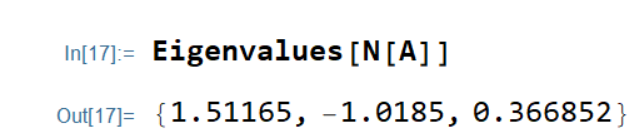 In[17]:= Eigenvalues[N[A]]
Out[17]= {1.51165, -1.0185, 0.366852}